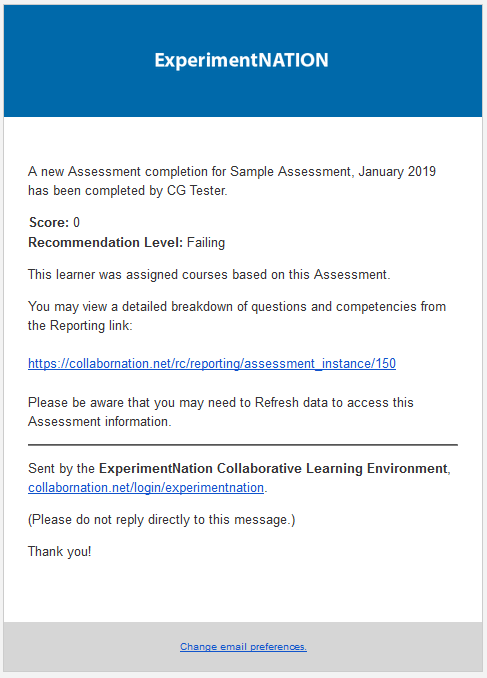 ExperimentNATION
A new Assessment completion for Sample Assessment, January 2019
has been completed by CG Tester.
Score: 0
Recommendation Level: Failing
This learner was assigned courses based on this Assessment.
You may view a detailed breakdown of questions and competencies from
the Reporting link:
https://collabornation.net/rc/reporting/assessment_instance/150
Please be aware that you may need to Refresh data to access this
Assessment information.
Sent by the ExperimentNation Collaborative Learning Environment,
collabornation.net/login/experimentnation.
(Please do not reply directly to this message.)
Thank you!
Change email preferences.